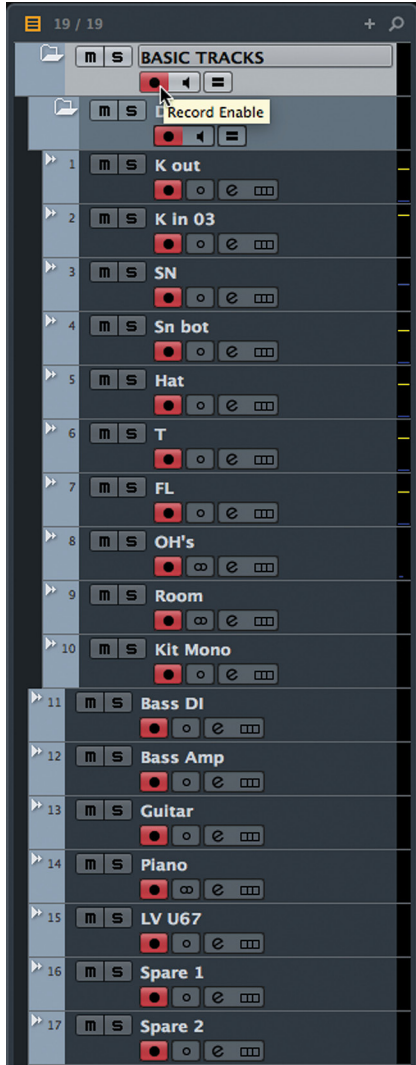 19 / 19 +
m S BASIC TRACKS
m S D
Record Enable
1 m S K out
e
2 m S K in 03
e
3 m S SN
e
4 m S Sn bot
e
5 m S Hat
e
6 m S T
e
7 m S FL
e
8 m S OH's
e
9 m S Room
e
10 m S Kit Mono
e
11 m S Bass DI
e
12 m S Bass Amp
e
13 m S Guitar
e
14 m S Piano
e
15 m S LV U67
e
16 m S Spare 1
e
17 m S Spare 2
e